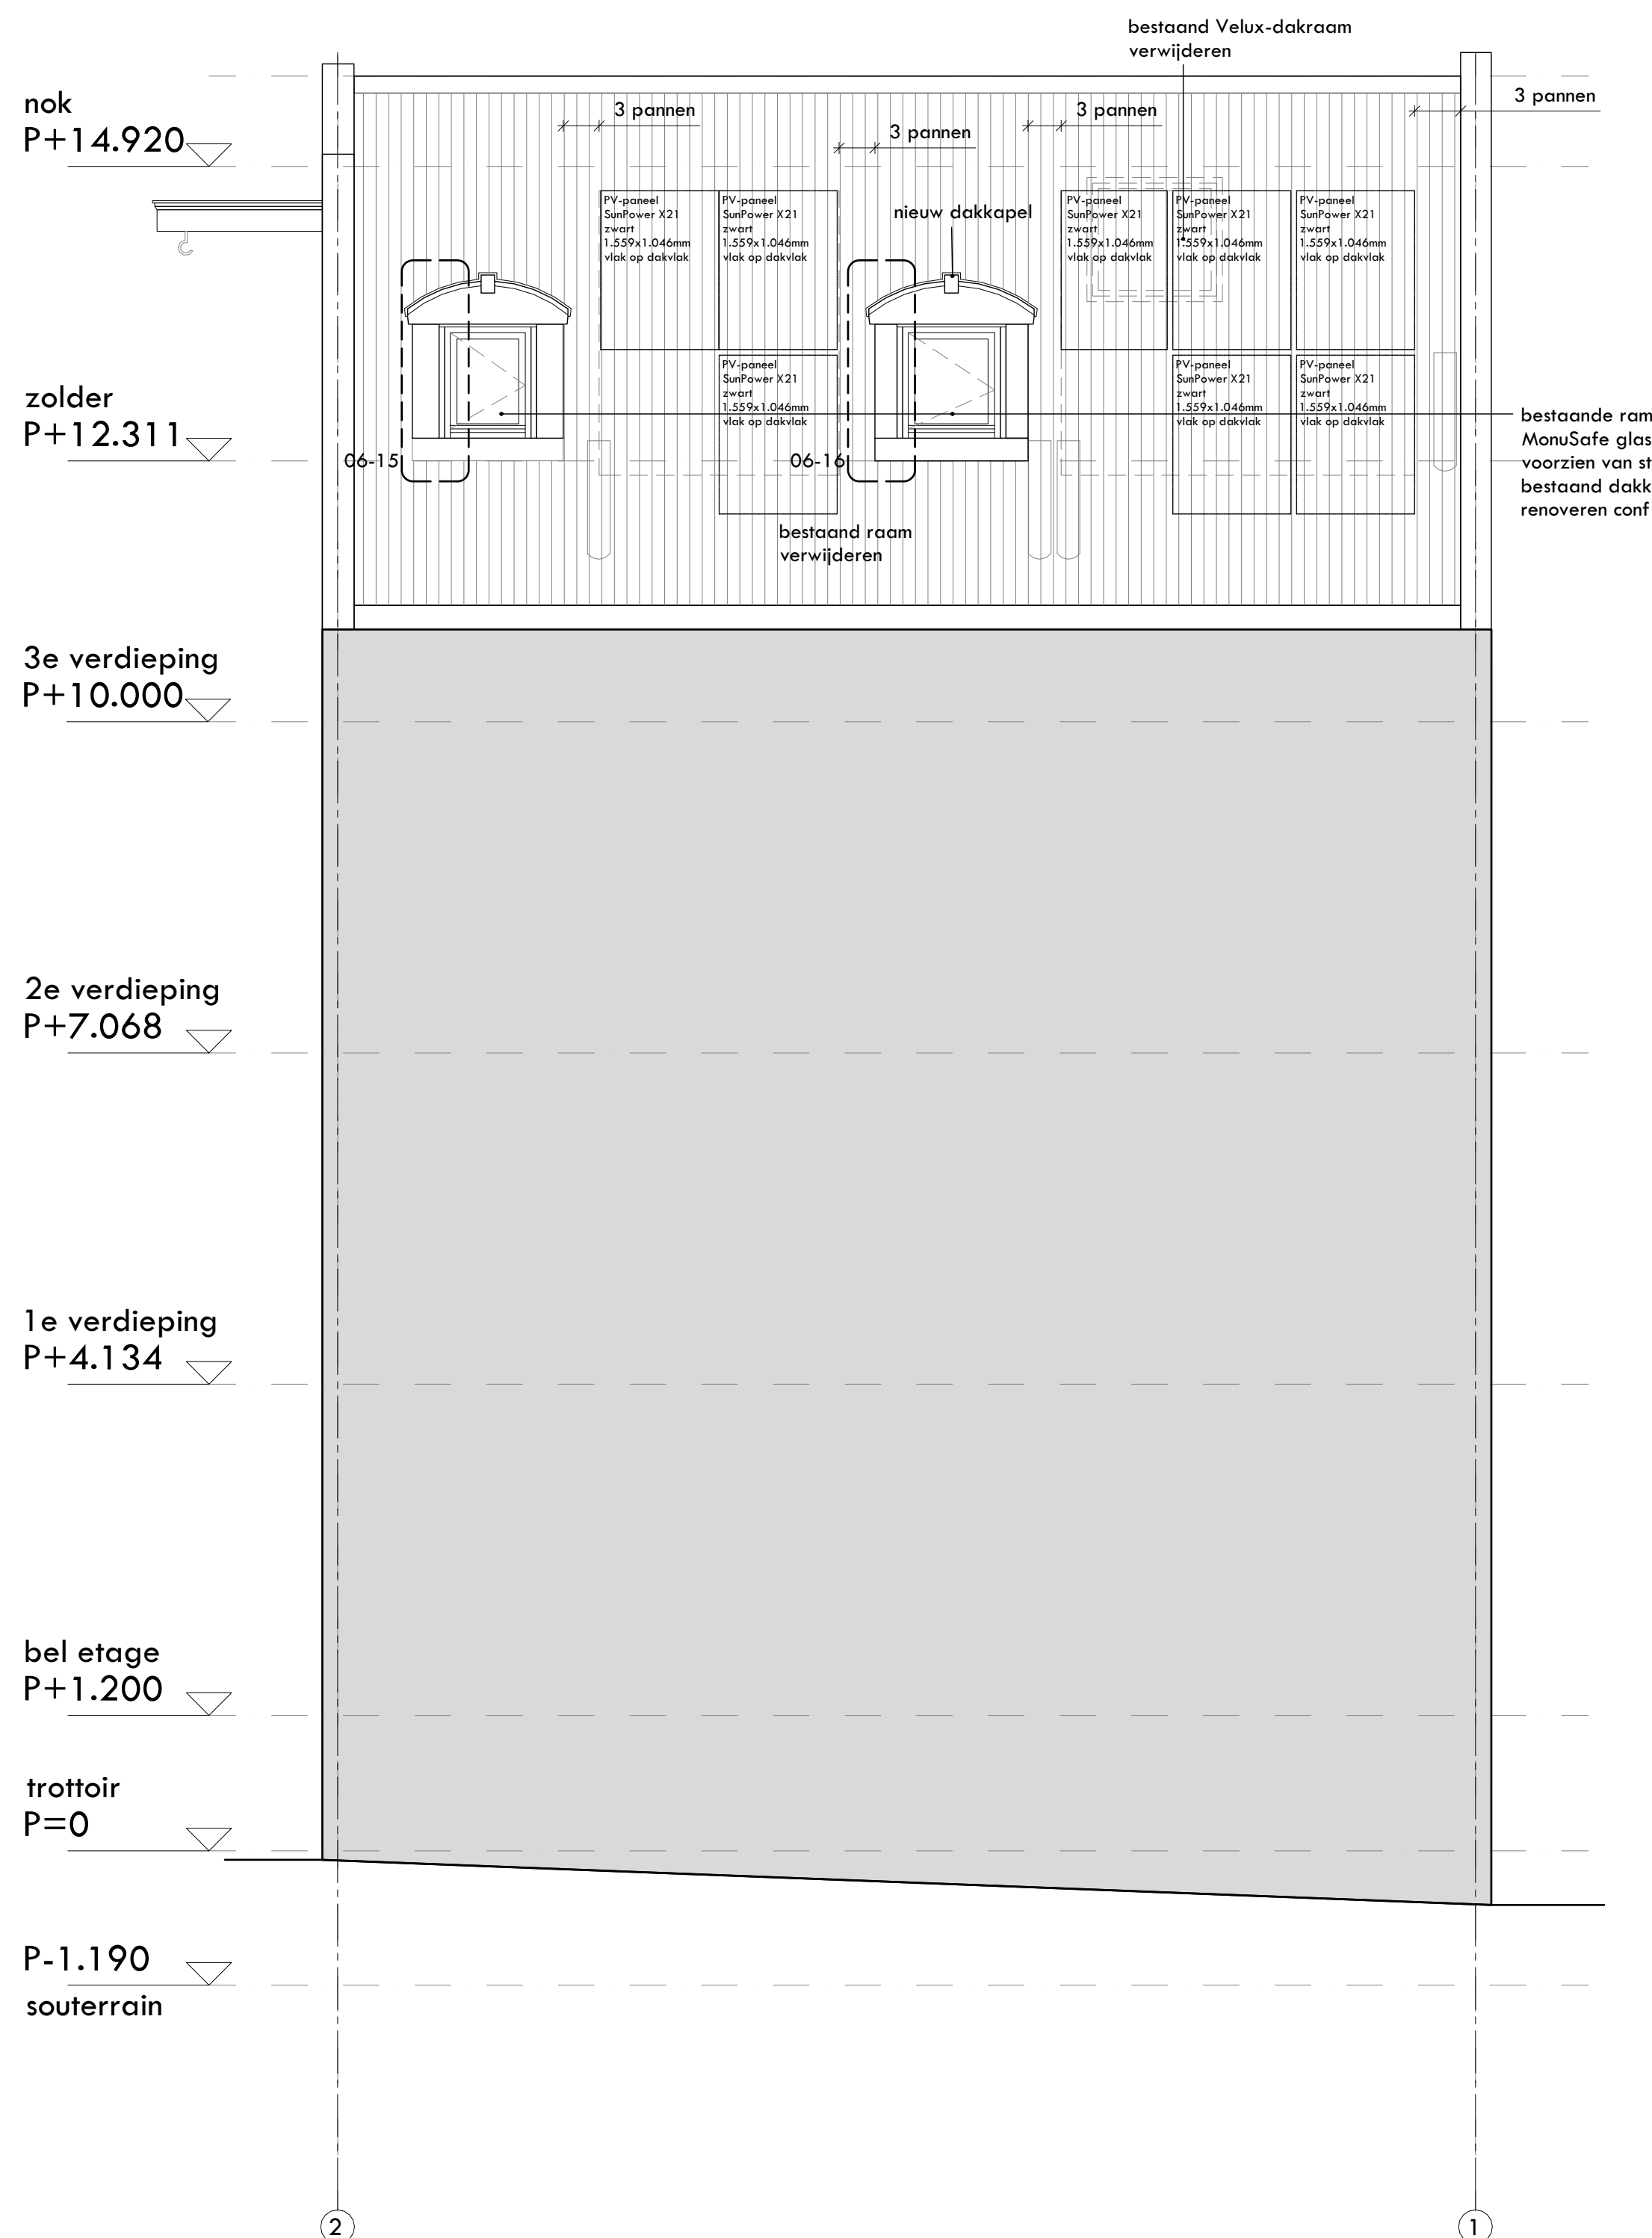 bestaand Velux-dakraam
verwijderen
nok
P+14.920
3 pannen
3 pannen
3 pannen
3 pannen
PV-paneel
SunPower X21
zwart
1.559x1.046mm
vlak op dakvlak
PV-paneel
SunPower X21
zwart
1.559x1.046mm
vlak op dakvlak
nieuw dakkapel
PV-paneel
SunPower X21
zwart
1.559x1.046mm
vlak op dakvlak
PV-paneel
SunPower X21
zwart
1.559x1.046mm
vlak op dakvlak
PV-paneel
SunPower X21
zwart
1.559x1.046mm
vlak op dakvlak
PV-paneel
SunPower X21
zwart
1.559x1.046mm
vlak op dakvlak
PV-paneel
SunPower X21
zwart
1.559x1.046mm
vlak op dakvlak
PV-paneel
SunPower X21
zwart
1.559x1.046mm
vlak op dakvlak
zolder
P+12.311
06-15
06-16
bestaande
MonuSafe glas
voorzien van
bestaand
renoveren
bestaand raam
verwijderen
3e verdieping
P+10.000
2e verdieping
P+7.068
1e verdieping
P+4.134
bel etage
P+1.200
trottoir
P=0
P-1.190
souterrain
2
1